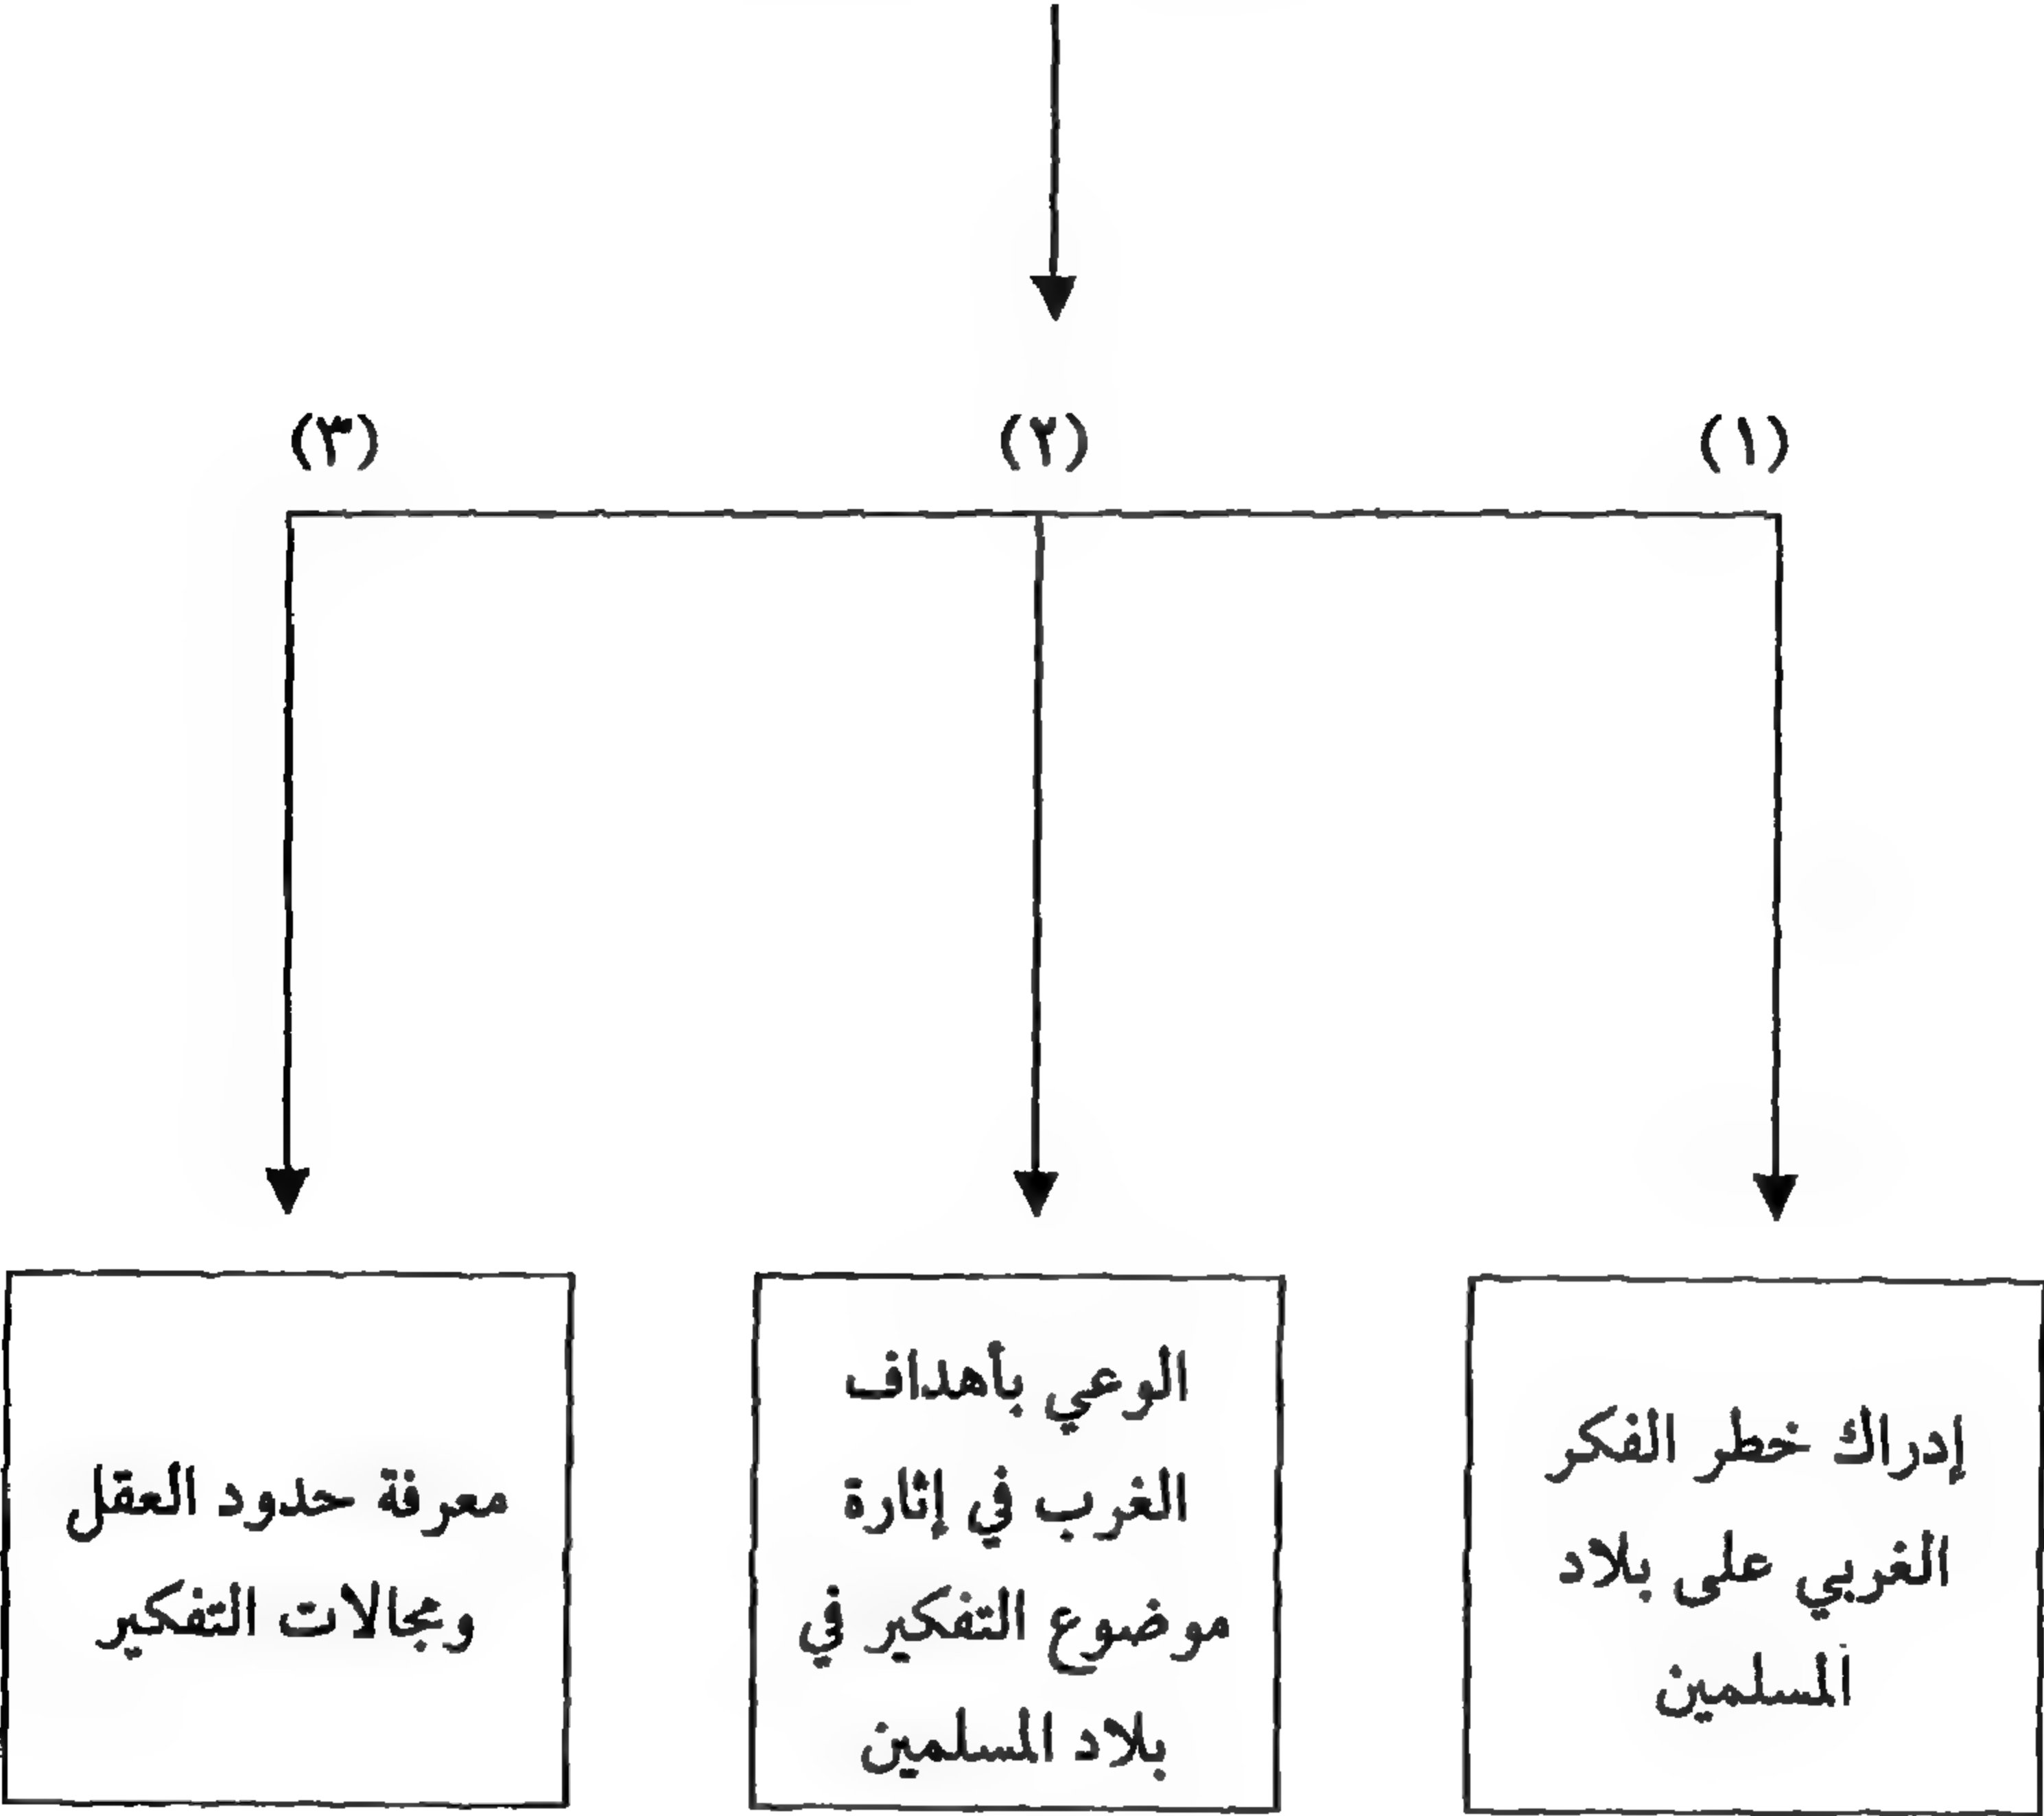 (١) (٢) (٣)
إدراك خطر الفكر
الغربي على بلاد
المسلمين
الوعي بأهداف
الغرب في إثارة
موضوع التفكير في
بلاد المسلمين
معرفة حدود العقل
ومجالات التفكير